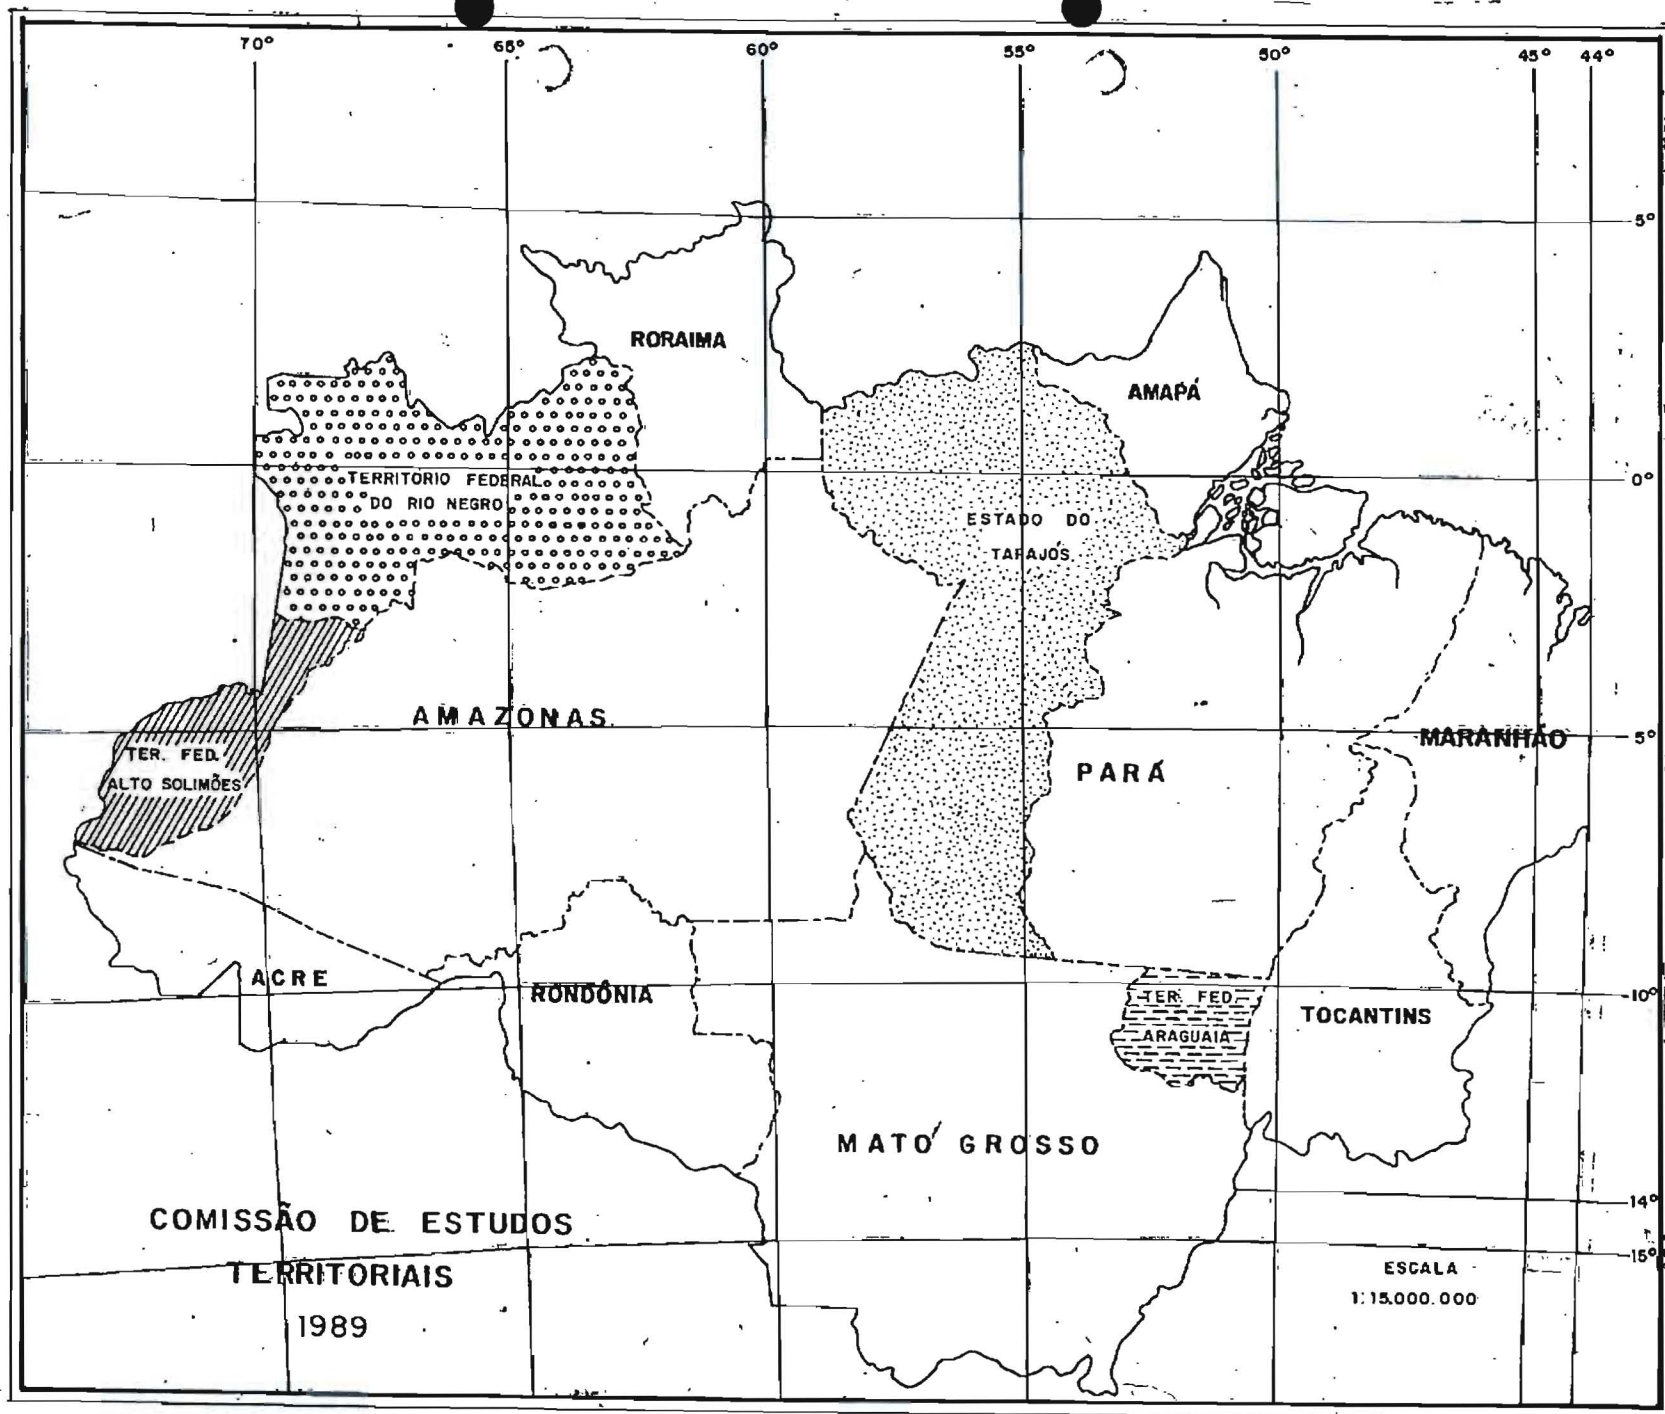 70° 65° 60° 55° 50° 45° 44°
5°
RORAIMA
AMAPÁ
0°
TERRITÓRIO FEDERAL
DO RIO NEGRO
ESTADO DO
TAPAJÓS
AMAZONAS
MARANHÃO
5°
TER. FED.
ALTO SOLIMÕES
PARÁ
ACRE
RONDÔNIA
TER. FED.
ARAGUAIA
10°
TOCANTINS
MATO GROSSO
14°
COMISSÃO DE ESTUDOS
TERRITORIAIS
1989
15°
ESCALA
1:15.000.000